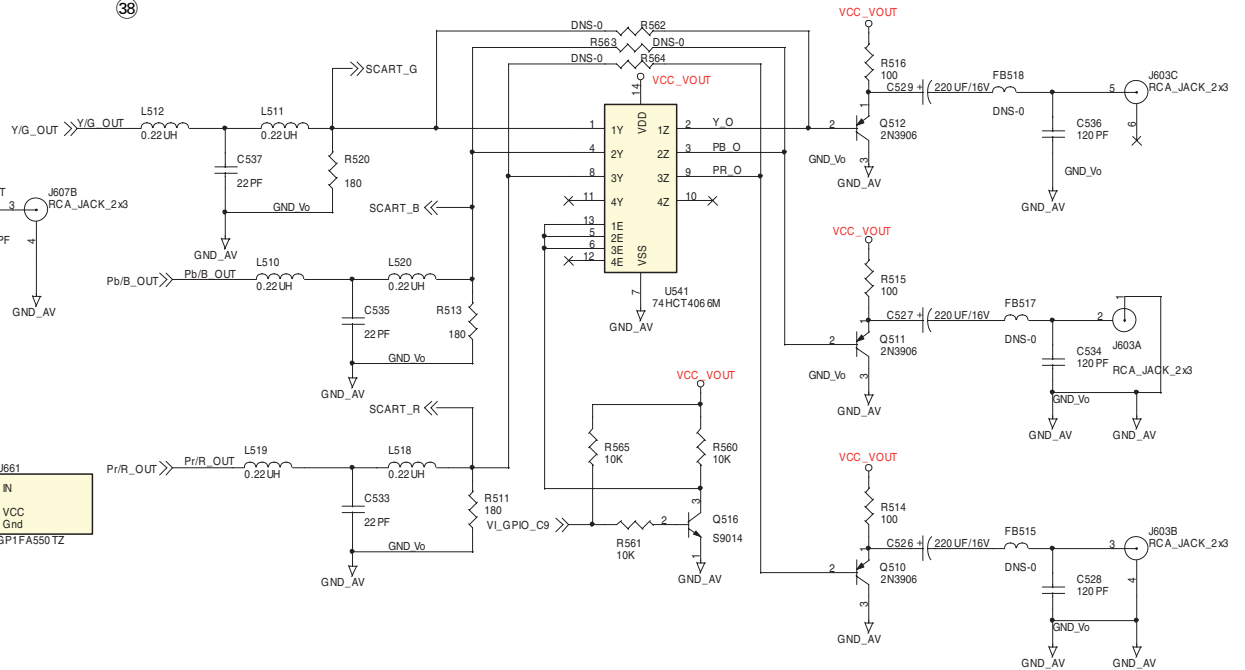 38
VCC_VOUT
DNS-0 R562
R563 DNS-0
DNS-0 R564
SCART_G
VCC_VOUT
R516
100
C529 + 220UF/16V
FB518
DNS-0
J603C
RCA_JACK_2x3
5
6
L512
0.22UH
L511
0.22UH
Y/G_OUT Y/G_OUT
14
VDD
1 1Y 1Z 2 Y_O
4 2Y 2Z 3 PB_O
8 3Y 3Z 9 PR_O
11 4Y 4Z 10
13 1E
5 2E
6 3E
12 4E
VSS
7
U541
74HCT4066M
GND_AV
1
2
Q512
2N3906
3
GND_Vo
GND_AV
C536
120PF
GND_Vo
GND_AV
C537
22PF
R520
180
GND_Vo
GND_AV
T
3
J607B
RCA_JACK_2x3
PF
4
GND_AV
SCART_B
Pb/B_OUT Pb/B_OUT
L510
0.22UH
L520
0.22UH
C535
22PF
R513
180
GND_Vo
GND_AV
VCC_VOUT
R515
100
C527 + 220UF/16V
FB517
DNS-0
2
1
J603A
RCA_JACK_2x3
1
2
Q511
2N3906
3
GND_Vo
GND_AV
C534
120PF
GND_Vo
GND_AV
GND_AV
SCART_R
VCC_VOUT
R565
10K
R560
10K
Pr/R_OUT Pr/R_OUT
L519
0.22UH
L518
0.22UH
C533
22PF
R511
180
GND_Vo
GND_AV
VI_GPIO_C9
R561
10K
2
3
Q516
S9014
1
GND_AV
J661
IN
VCC
Gnd
GP1FA550TZ
VCC_VOUT
R514
100
C526 + 220UF/16V
FB515
DNS-0
3
J603B
RCA_JACK_2x3
4
1
2
Q510
2N3906
3
GND_AV
C528
120PF
GND_Vo
GND_AV
GND_AV